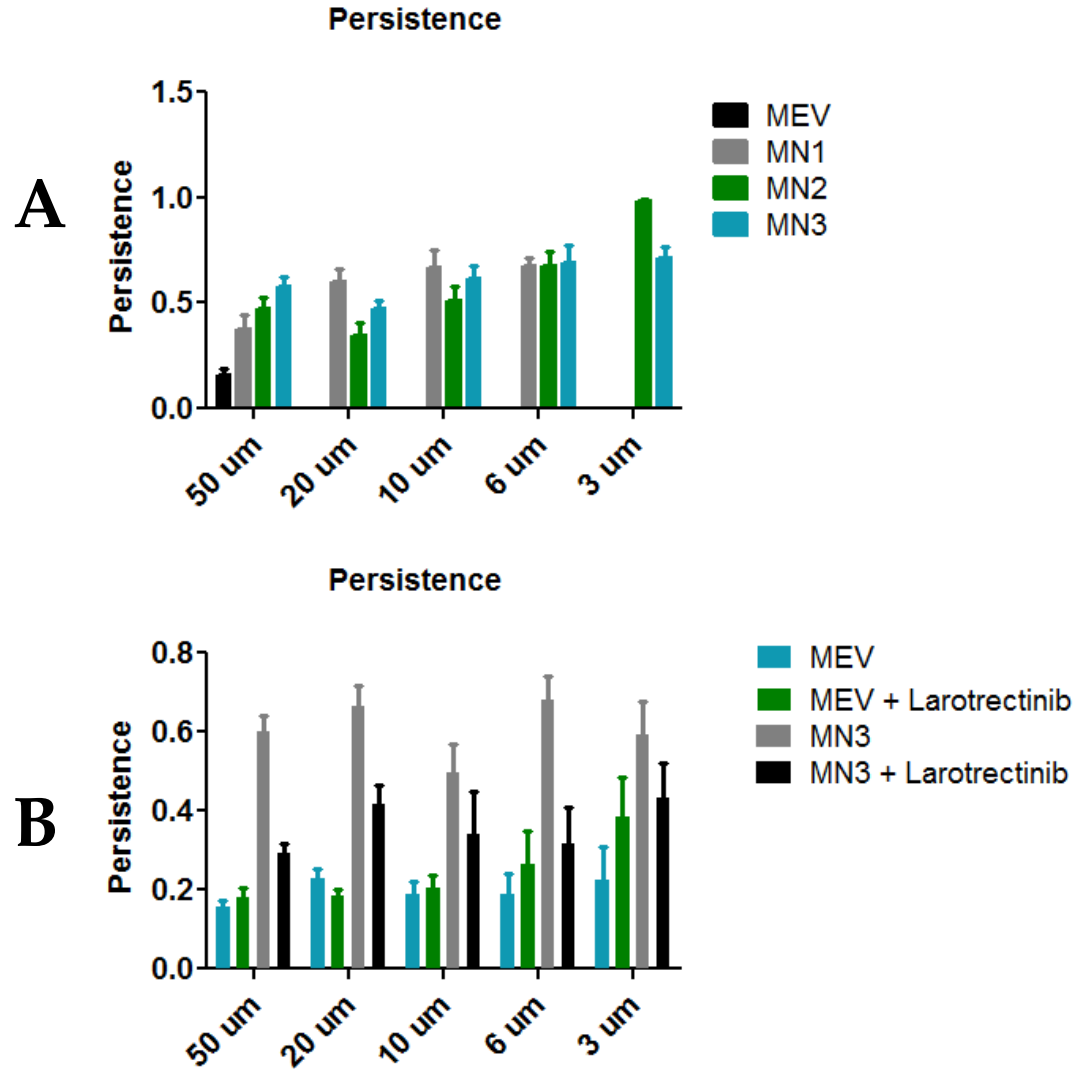 Persistence
A
Persistence
1.5
1.0
0.5
0.0
50 um
20 um
10 um
6 um
3 um
MEV
MN1
MN2
MN3
Persistence
B
Persistence
0.8
0.6
0.4
0.2
0.0
50 um
20 um
10 um
6 um
3 um
MEV
MEV + Larotrectinib
MN3
MN3 + Larotrectinib